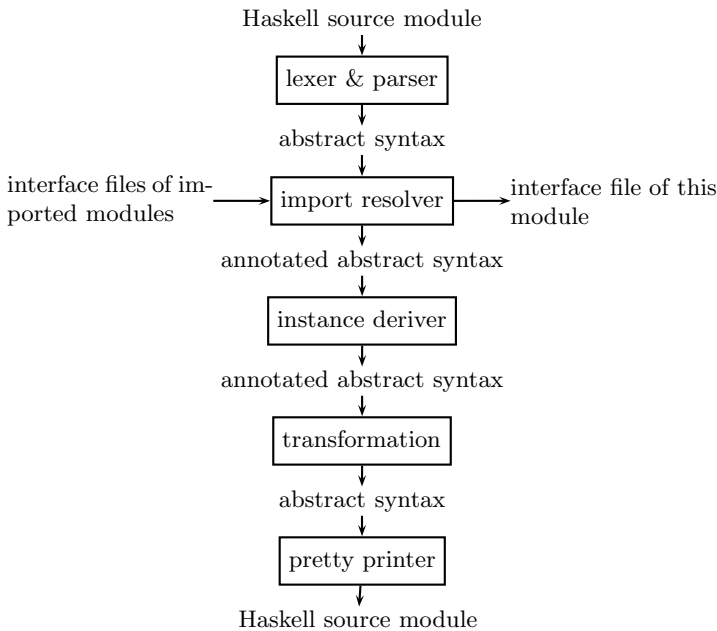 Haskell source module
lexer & parser
abstract syntax
interface files of im-
ported modules
import resolver
interface file of this
module
annotated abstract syntax
instance deriver
annotated abstract syntax
transformation
abstract syntax
pretty printer
Haskell source module